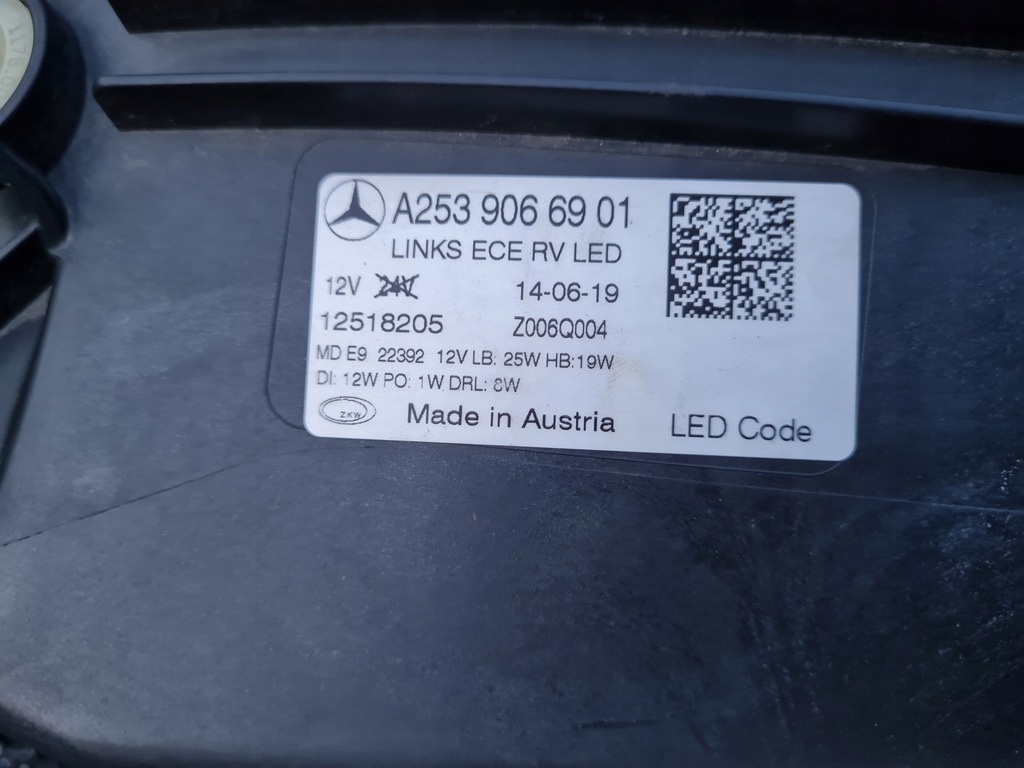 A253 906 69 01
LINKS ECE RV LED
12V 24V 14-06-19
12518205 Z006Q004
MD E9 22392 12V LB: 25W HB:19W
DI: 12W PO: 1W DRL: 8W
ZKW Made in Austria LED Code